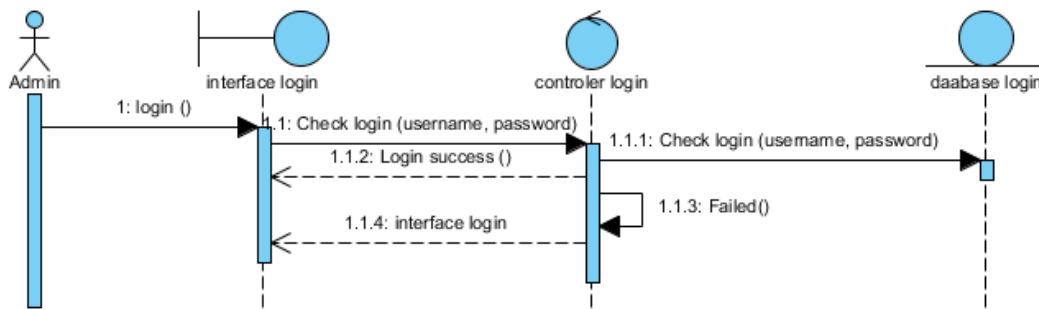 Admin
interface login
controler login
daabase login
1: login ()
1.1: Check login (username, password)
1.1.1: Check login (username, password)
1.1.2: Login success ()
1.1.3: Failed()
1.1.4: interface login